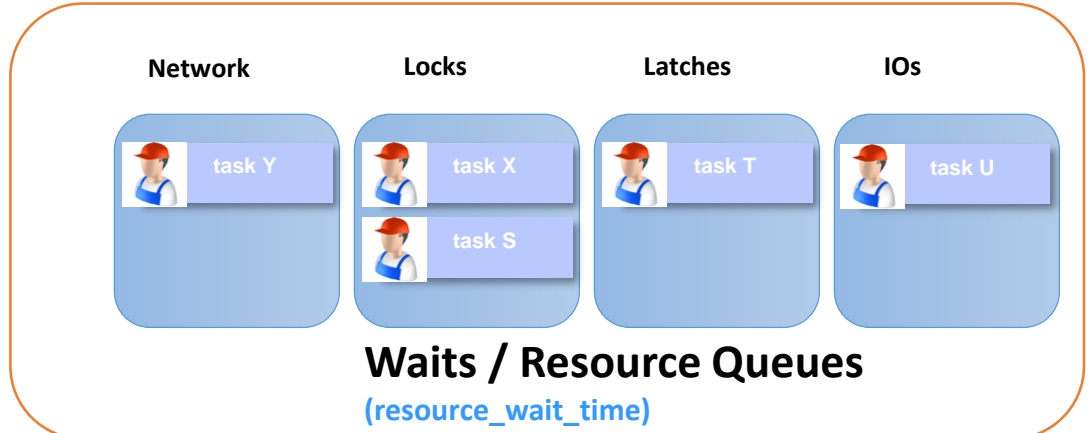 Network
Locks
Latches
IOs
task Y
task X
task T
task U
task S
Waits / Resource Queues
(resource_wait_time)